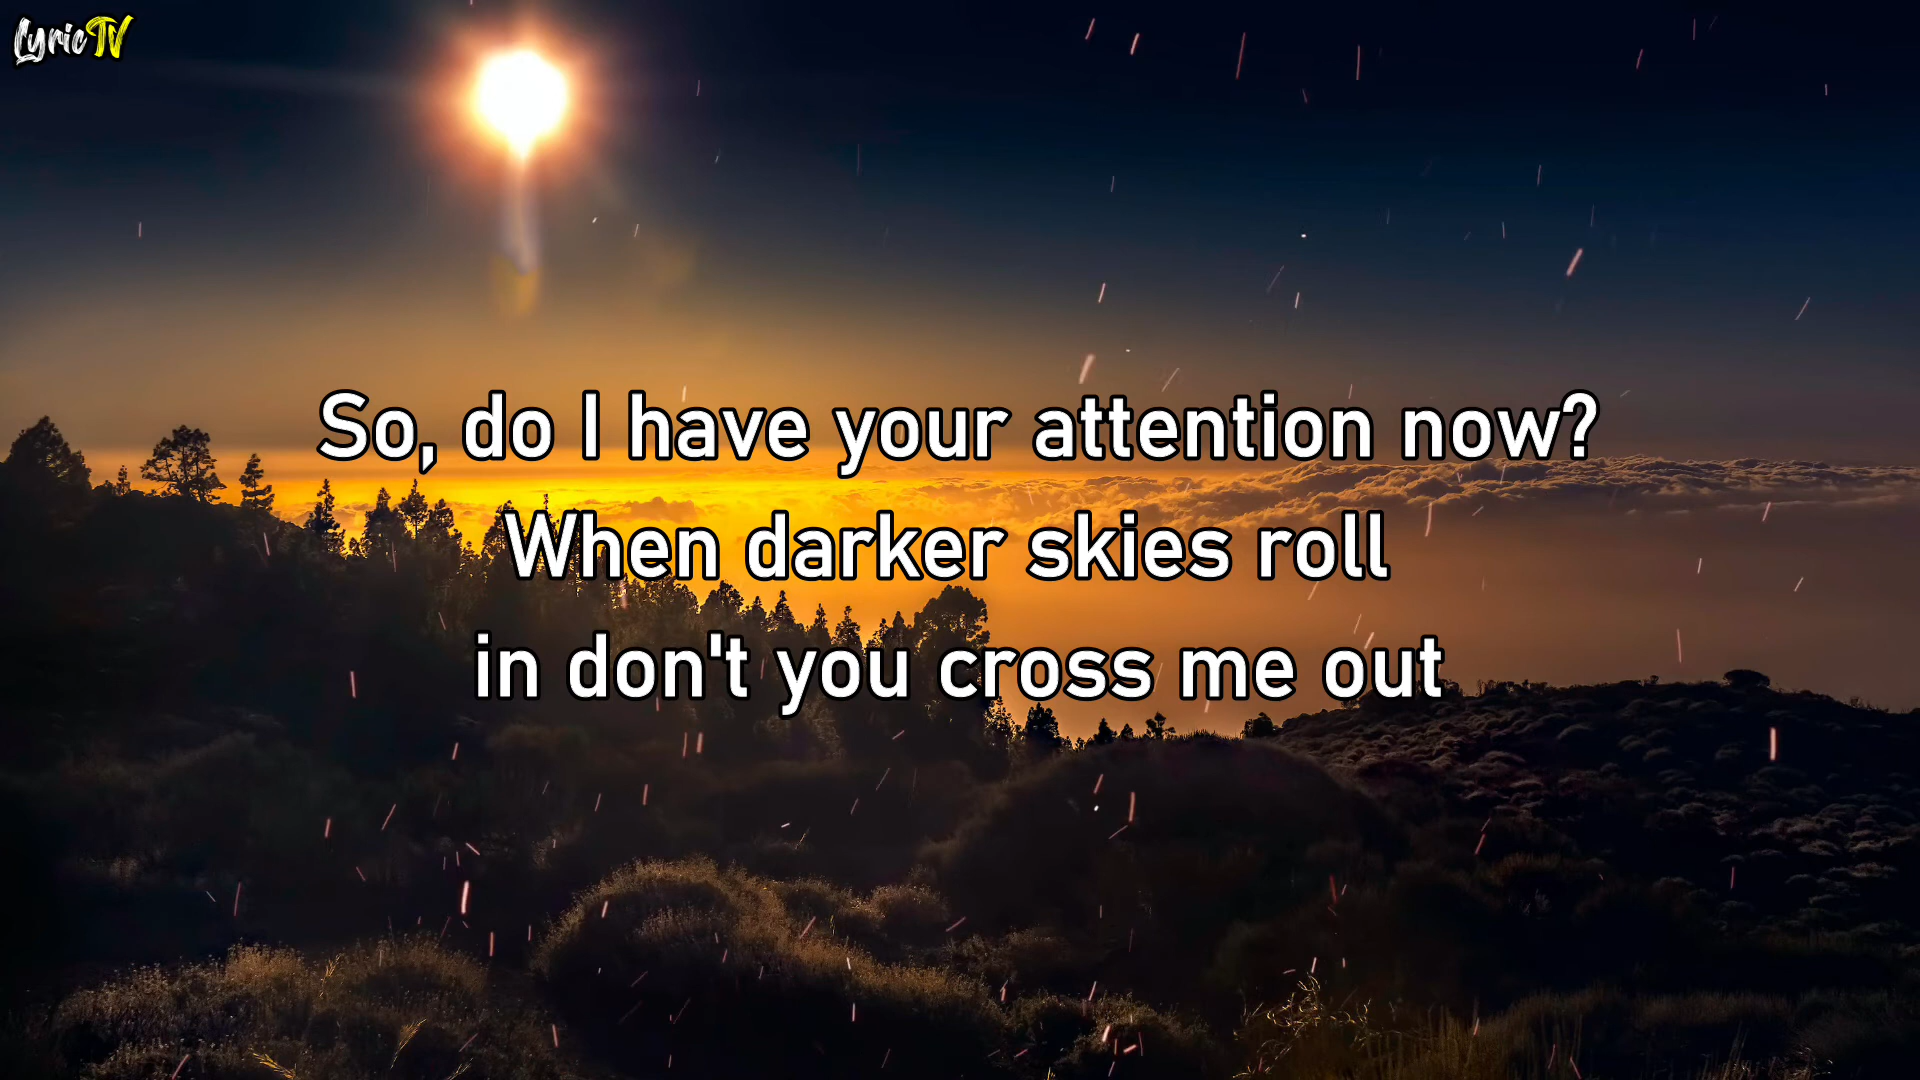 LyricTV
So, do I have your attention now?
When darker skies roll
in don't you cross me out